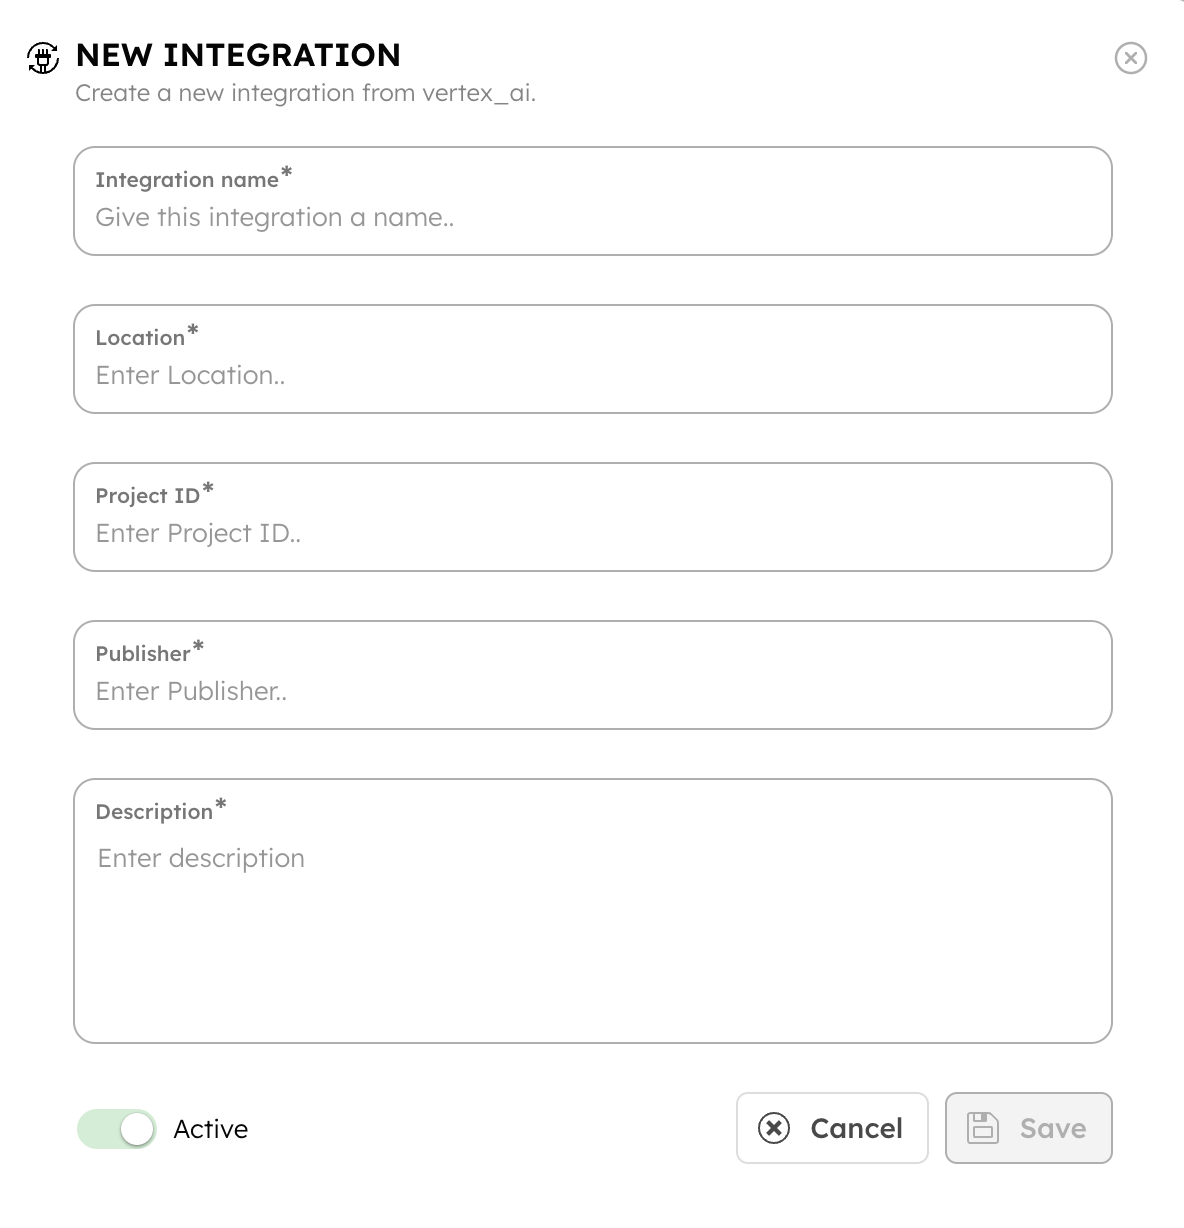 NEW INTEGRATION
Create a new integration from vertex_ai.
Integration name*
Give this integration a name..
Location*
Enter Location..
Project ID*
Enter Project ID..
Publisher*
Enter Publisher..
Description*
Enter description
Active
Cancel
Save